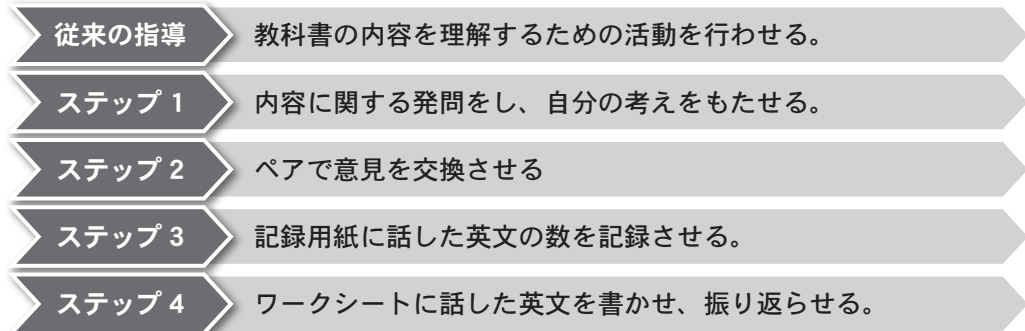 従来の指導 教科書の内容を理解するための活動を行わせる。
ステップ 1 内容に関する発問をし、自分の考えをもたせる。
ステップ 2 ペアで意見を交換させる
ステップ 3 記録用紙に話した英文の数を記録させる。
ステップ 4 ワークシートに話した英文を書かせ、振り返らせる。